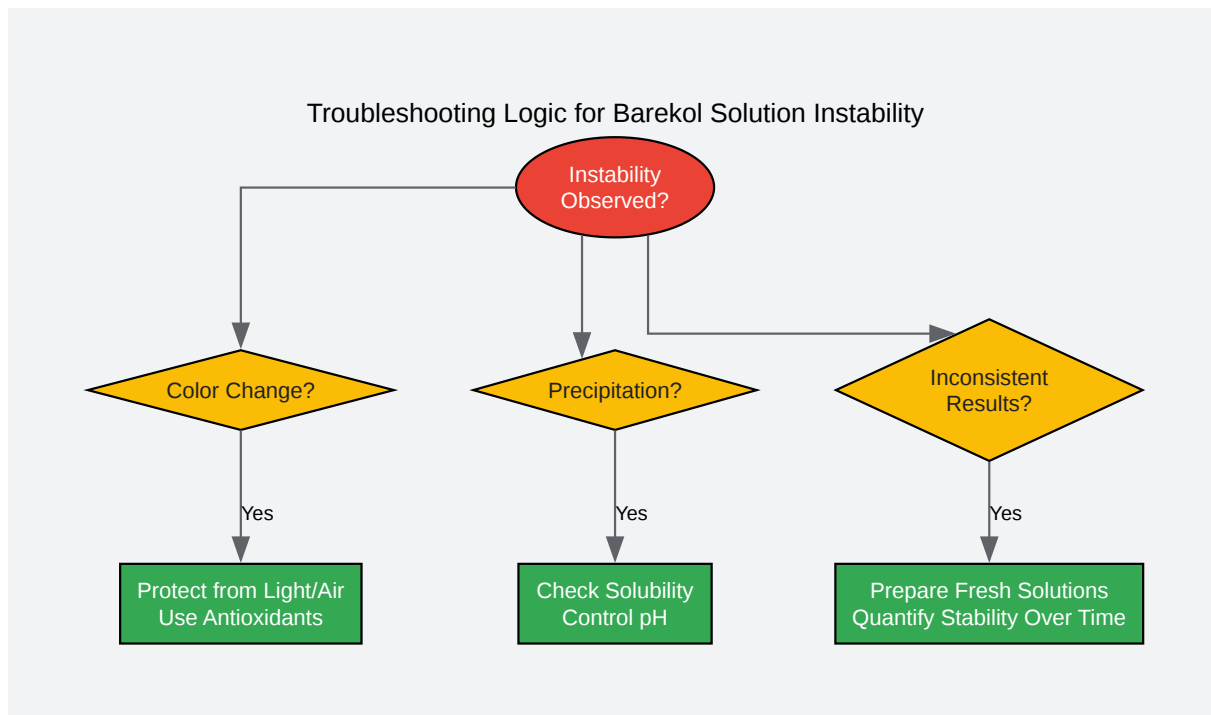 Troubleshooting Logic for Barekol Solution Instability
Instability
Observed?
Color Change?
Precipitation?
Inconsistent
Results?
Yes
Yes
Yes
Protect from Light/Air
Use Antioxidants
Check Solubility
Control pH
Prepare Fresh Solutions
Quantify Stability Over Time